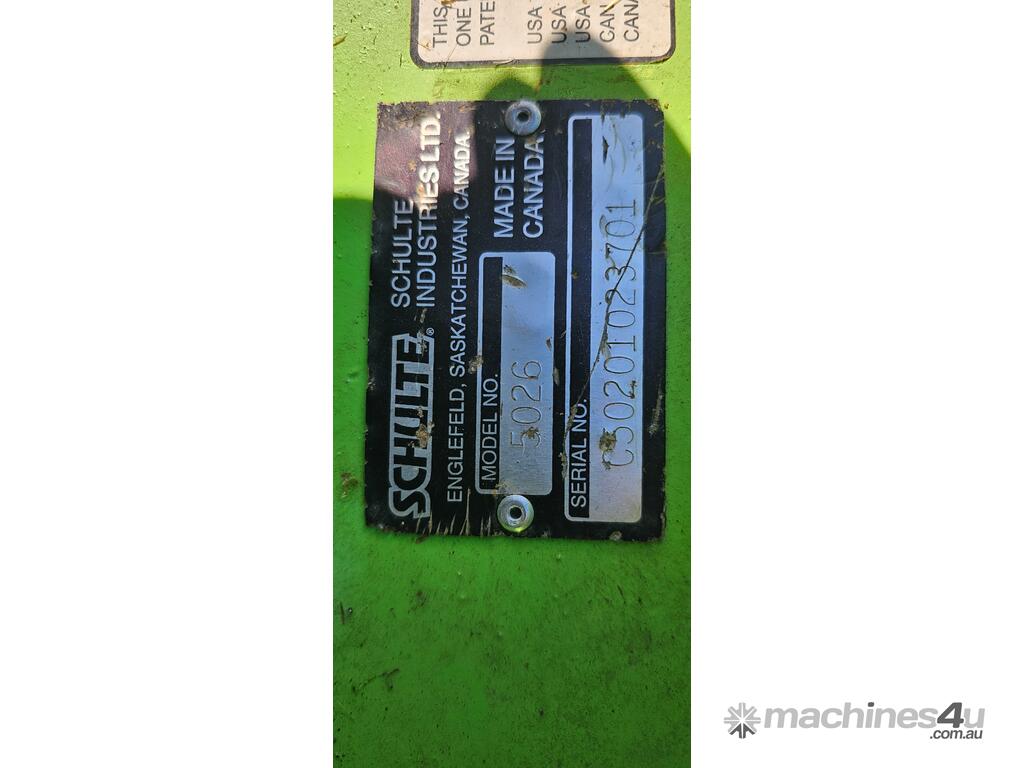 THIS
ONE
PATE
USA
USA
USA
CAN
CANA
SCHULTE®
SCHULTE
INDUSTRIES LTD.
ENGLEFELD, SASKATCHEWAN, CANADA.
MODEL NO.
5026
MADE IN
CANADA.
SERIAL NO.
C50201023701
machines4u
.com.au